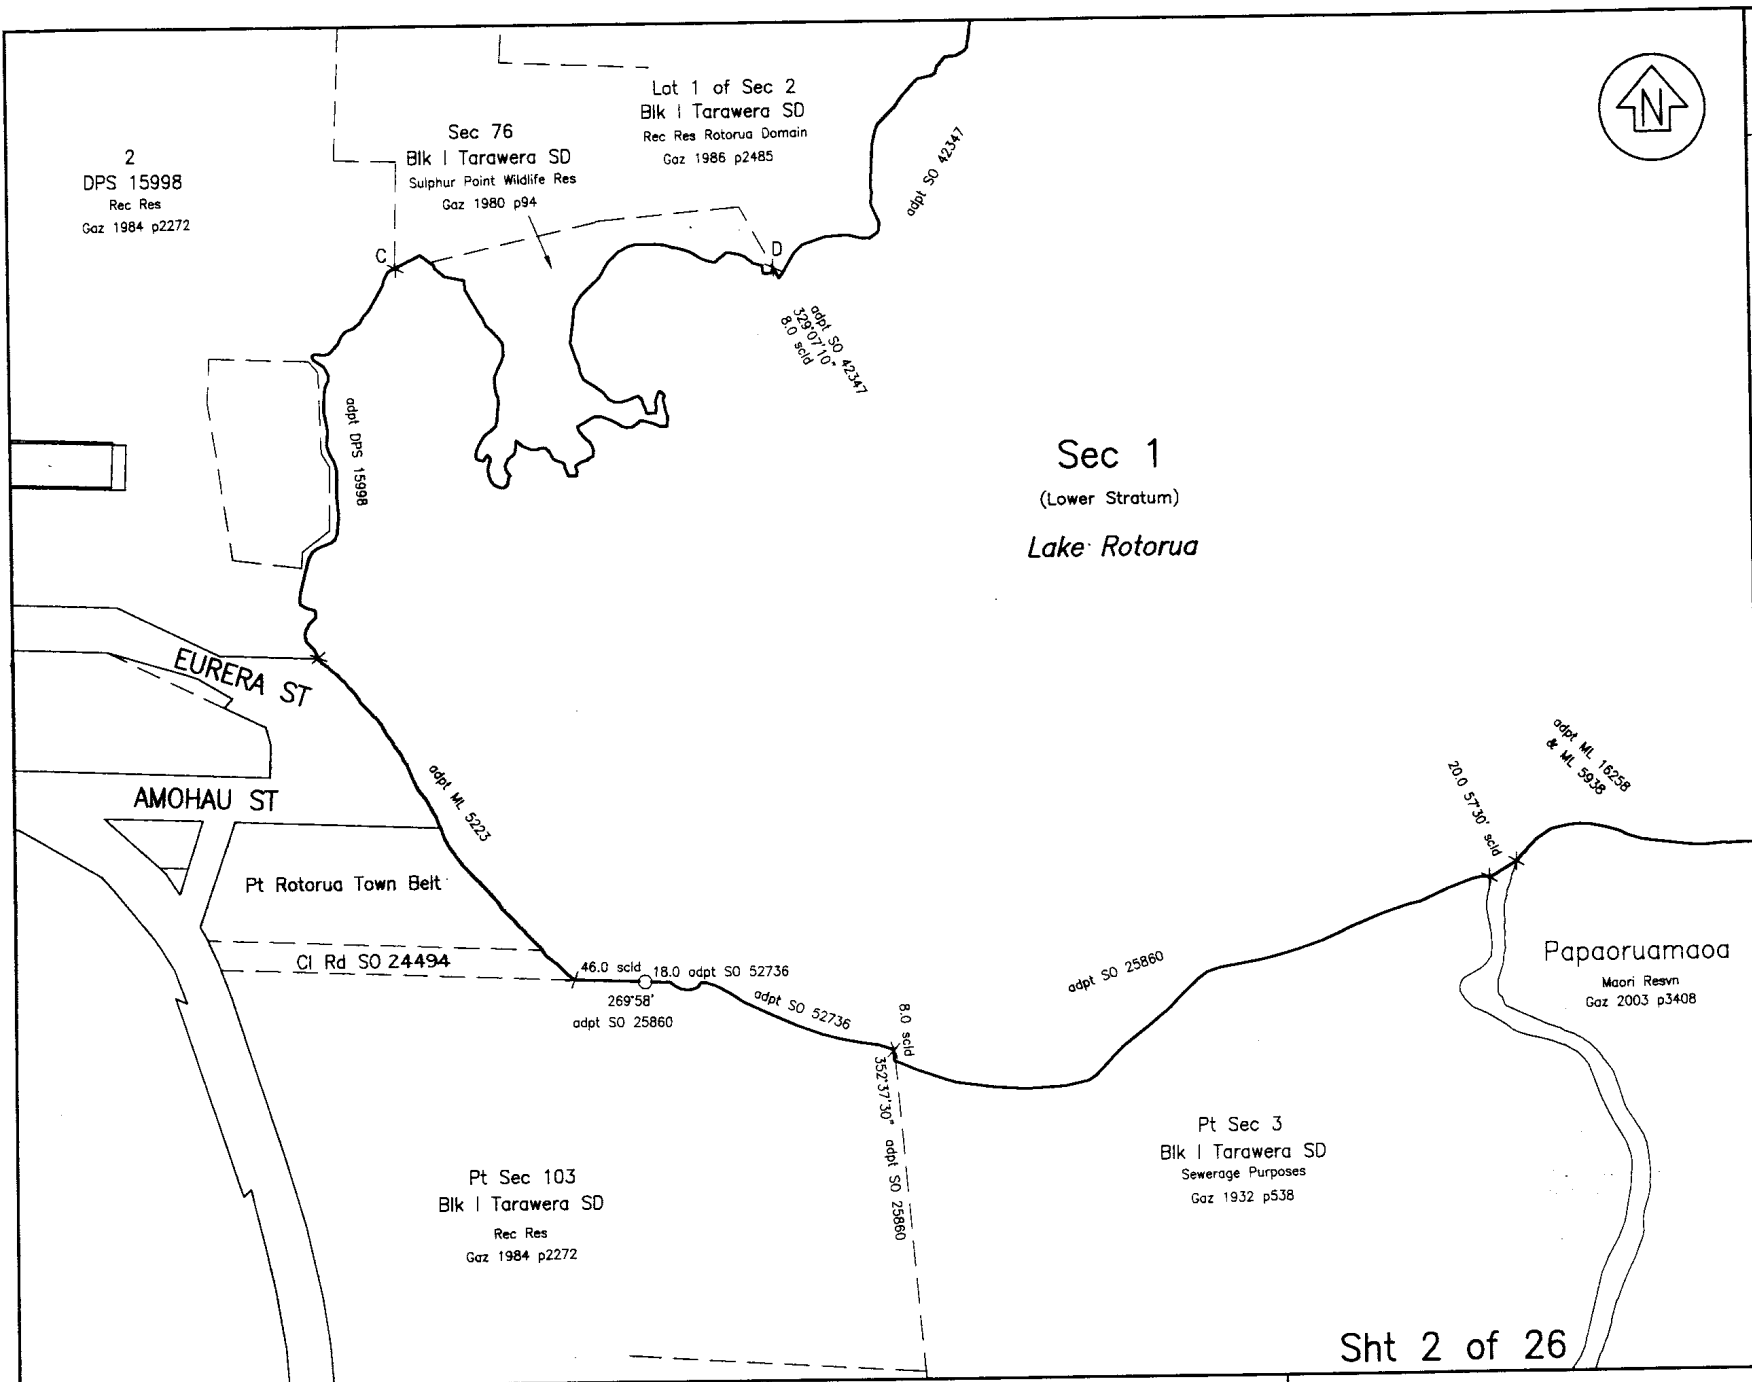 Lot 1 of Sec 2
Blk I Tarawera SD
Rec Res Rotorua Domain
Gaz 1986 p2485
N
Sec 76
Blk I Tarawera SD
Sulphur Point Wildlife Res
Gaz 1980 p94
2
DPS 15998
Rec Res
Gaz 1984 p2272
adpt SO 42347
C
D
adpt SO 42347
329°07'10"
8.0 scld
adpt DPS 15998
Sec 1
(Lower Stratum)
Lake Rotorua
EURERA ST
AMOHAU ST
adpt ML 5223
adpt ML 16258
& ML 5938
20.0 57°30' scld
Pt Rotorua Town Belt
Cl Rd SO 24494
46.0 scld
18.0 adpt SO 52736
269°58'
adpt SO 25860
adpt SO 52736
8.0 scld
352°37'30" adpt SO 25860
adpt SO 25860
Papaoruamaoa
Maori Resvn
Gaz 2003 p3408
Pt Sec 3
Blk I Tarawera SD
Sewerage Purposes
Gaz 1932 p538
Pt Sec 103
Blk I Tarawera SD
Rec Res
Gaz 1984 p2272
Sht 2 of 26